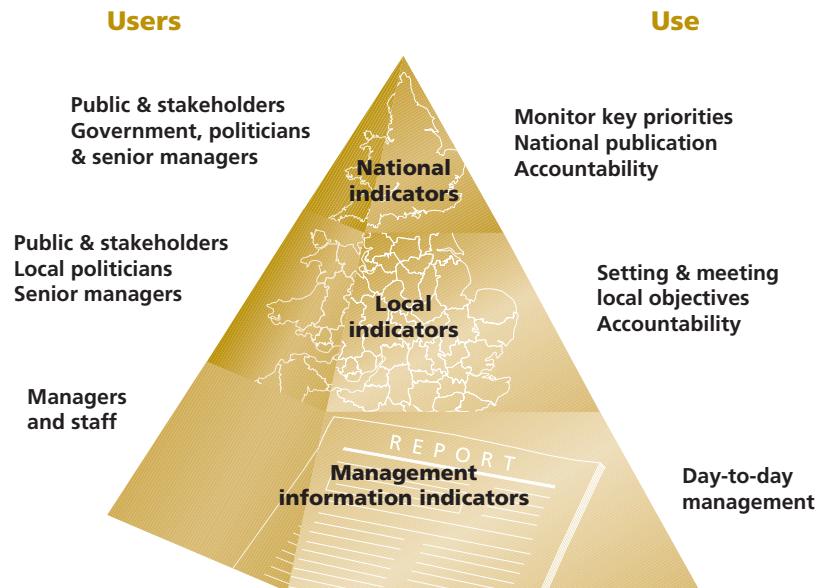 Users
Use
Public & stakeholders
Government, politicians
& senior managers
National
indicators
Monitor key priorities
National publication
Accountability
Public & stakeholders
Local politicians
Senior managers
Local
indicators
Setting & meeting
local objectives
Accountability
Managers
and staff
REPORT
Management
information indicators
Day-to-day
management